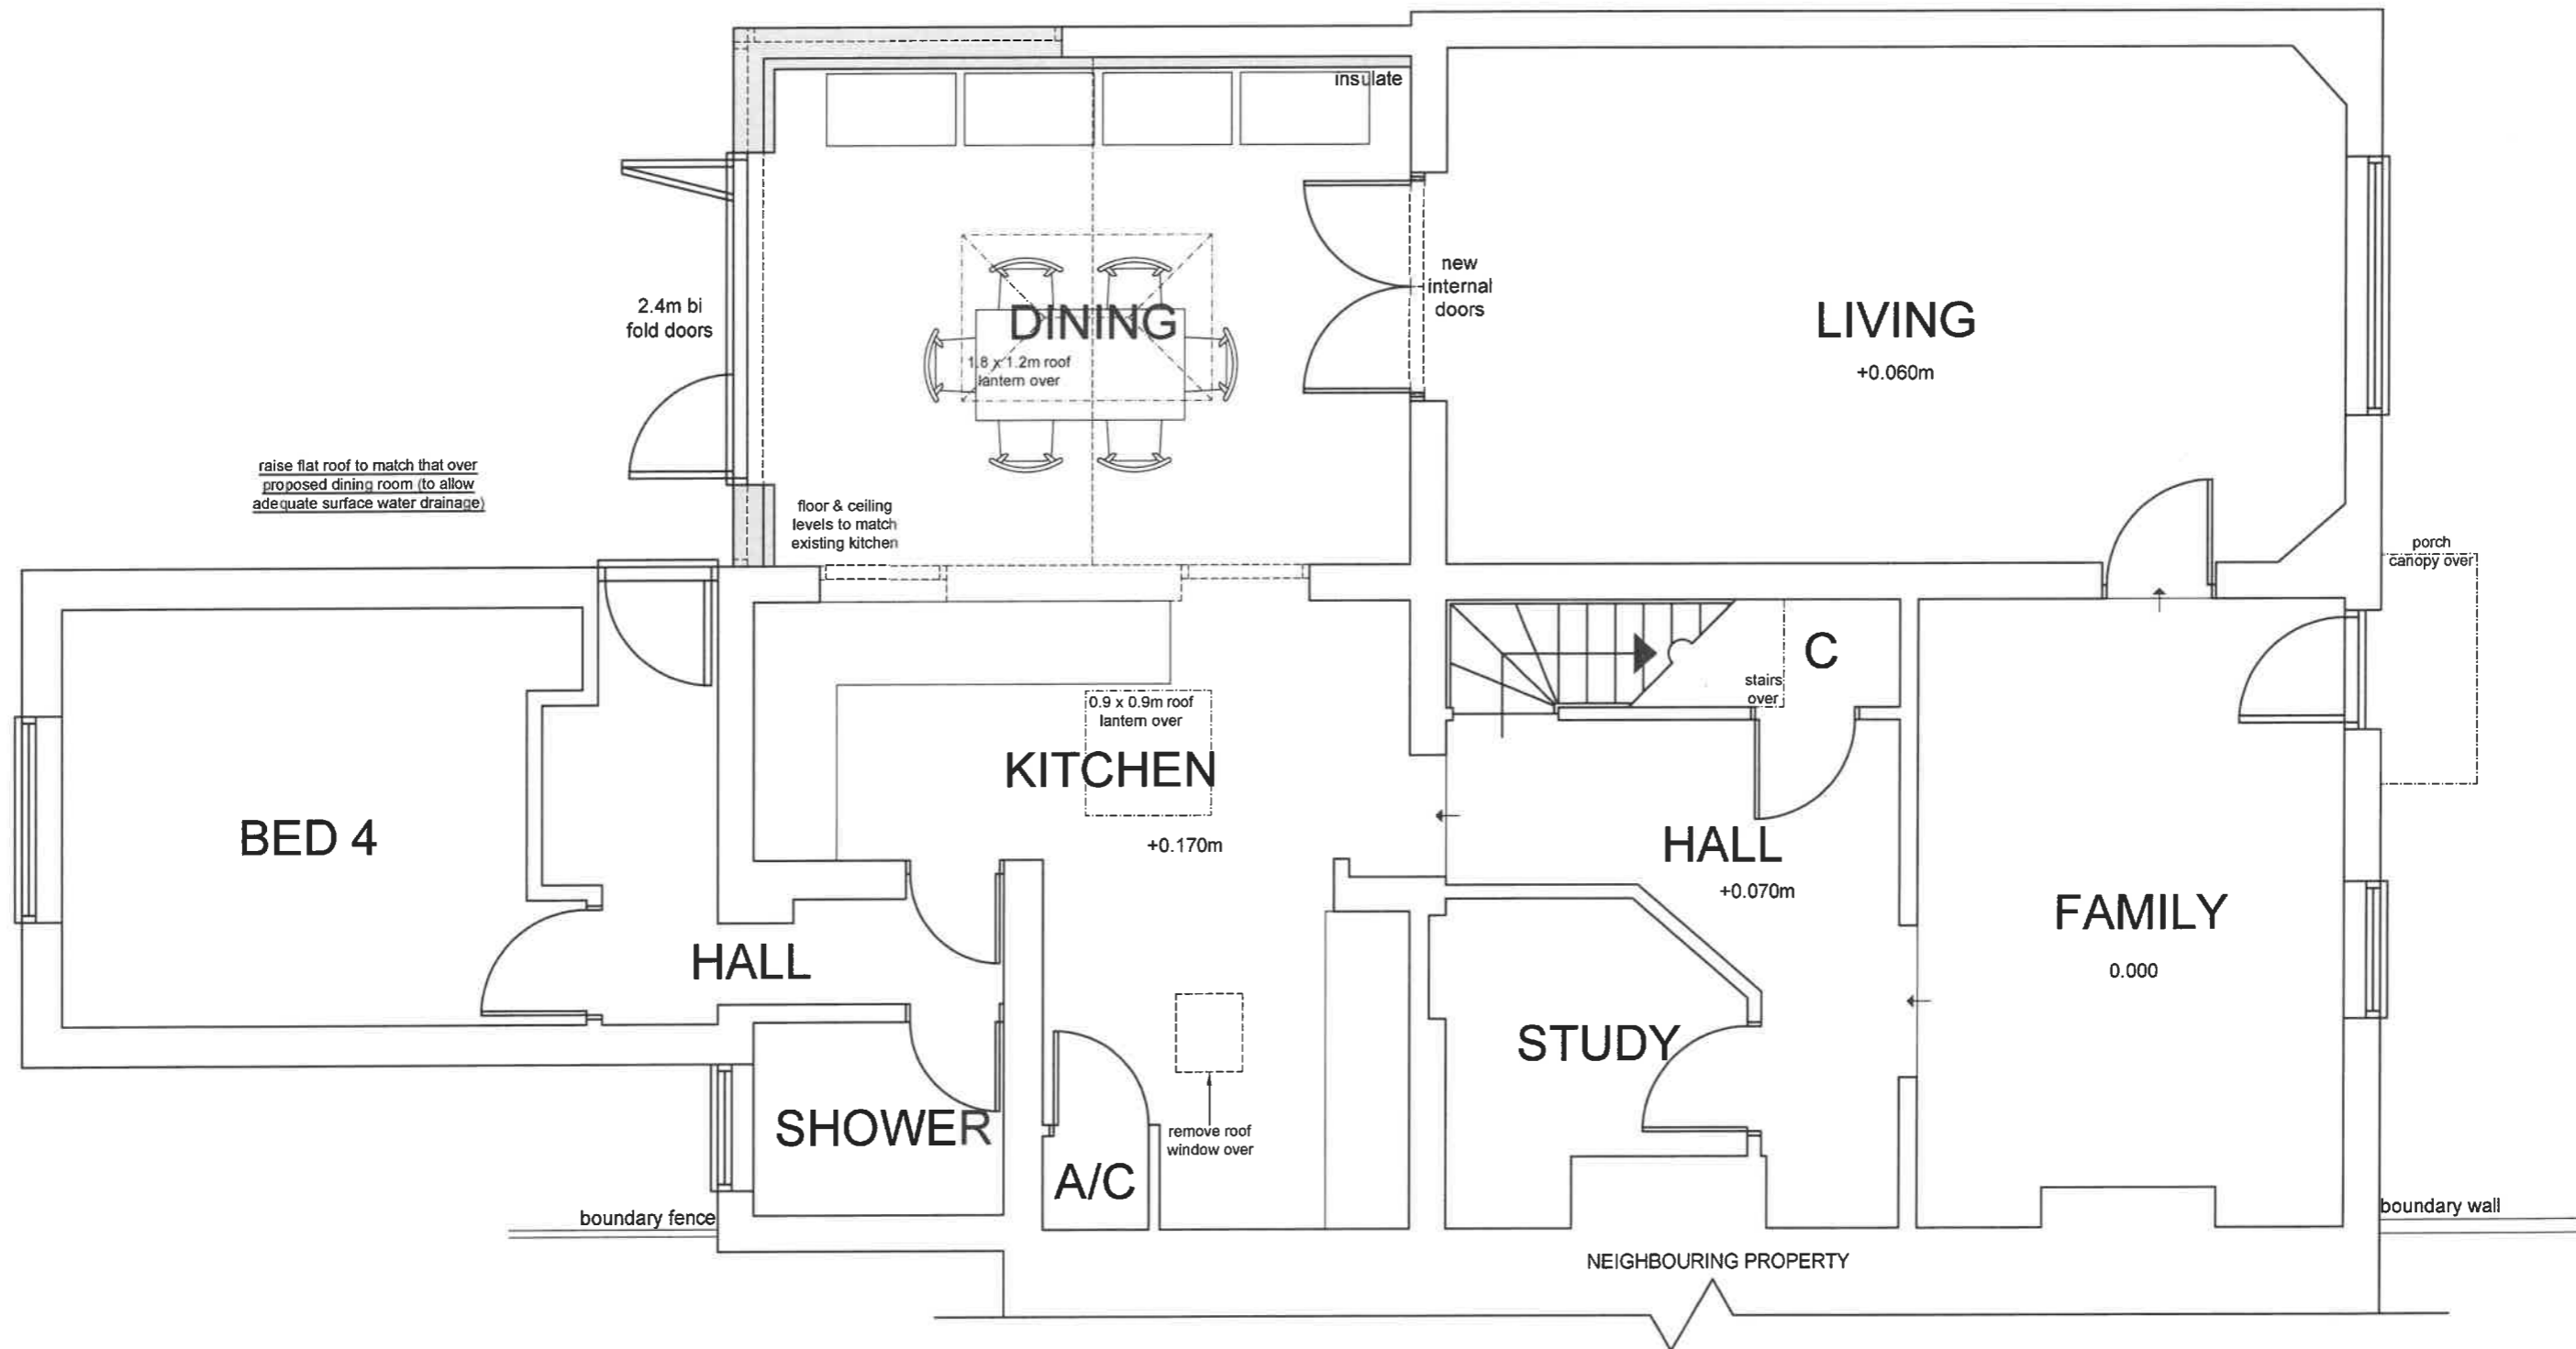 insulate
2.4m bi
fold doors
DINING
1.8 x 1.2m roof
lantern over
new
internal
doors
LIVING
+0.060m
raise flat roof to match that over
proposed dining room (to allow
adequate surface water drainage)
floor & ceiling
levels to match
existing kitchen
porch
canopy over
C
stairs
over
0.9 x 0.9m roof
lantern over
KITCHEN
+0.170m
BED 4
HALL
HALL
+0.070m
FAMILY
0.000
STUDY
SHOWER
remove roof
window over
A/C
boundary fence
boundary wall
NEIGHBOURING PROPERTY